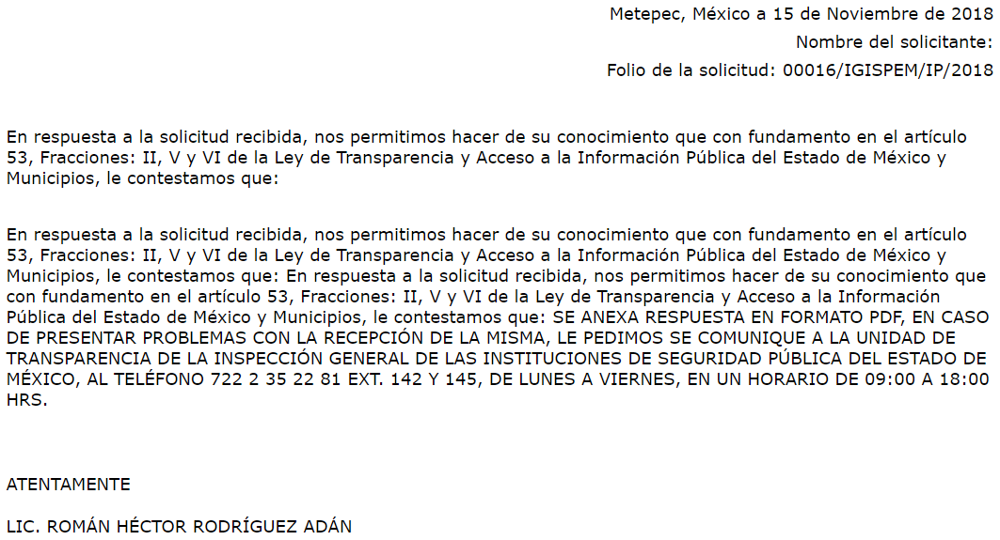 Metepec, México a 15 de Noviembre de 2018
Nombre del solicitante:
Folio de la solicitud: 00016/IGISPEM/IP/2018
En respuesta a la solicitud recibida, nos permitimos hacer de su conocimiento que con fundamento en el artículo
53, Fracciones: II, V y VI de la Ley de Transparencia y Acceso a la Información Pública del Estado de México y
Municipios, le contestamos que:
En respuesta a la solicitud recibida, nos permitimos hacer de su conocimiento que con fundamento en el artículo
53, Fracciones: II, V y VI de la Ley de Transparencia y Acceso a la Información Pública del Estado de México y
Municipios, le contestamos que: En respuesta a la solicitud recibida, nos permitimos hacer de su conocimiento que
con fundamento en el artículo 53, Fracciones: II, V y VI de la Ley de Transparencia y Acceso a la Información
Pública del Estado de México y Municipios, le contestamos que: SE ANEXA RESPUESTA EN FORMATO PDF, EN CASO
DE PRESENTAR PROBLEMAS CON LA RECEPCIÓN DE LA MISMA, LE PEDIMOS SE COMUNIQUE A LA UNIDAD DE
TRANSPARENCIA DE LA INSPECCIÓN GENERAL DE LAS INSTITUCIONES DE SEGURIDAD PÚBLICA DEL ESTADO DE
MÉXICO, AL TELÉFONO 722 2 35 22 81 EXT. 142 Y 145, DE LUNES A VIERNES, EN UN HORARIO DE 09:00 A 18:00
HRS.
ATENTAMENTE
LIC. ROMÁN HÉCTOR RODRÍGUEZ ADÁN